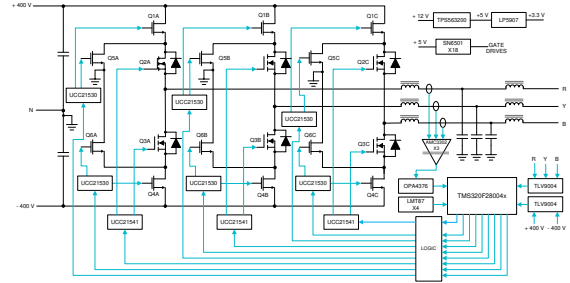 + 400 V
Q1A
Q1B
Q1C
+ 12 V
TPS563200
+5 V
LP5907
+3.3 V
+ 5 V
SN6501
X18
GATE
DRIVES
Q5A
Q2A
Q5B
Q2B
Q5C
Q2C
UCC21530
UCC21530
UCC21530
N
R
Y
B
Q6A
Q3A
Q6B
Q3B
Q6C
Q3C
AMC3302
X3
UCC21530
UCC21530
UCC21530
Q4A
Q4B
Q4C
- 400 V
UCC21541
UCC21541
UCC21541
OPA4376
LMT87
X4
TMS320F28004x
R Y B
TLV9004
TLV9004
+ 400 V - 400 V
LOGIC